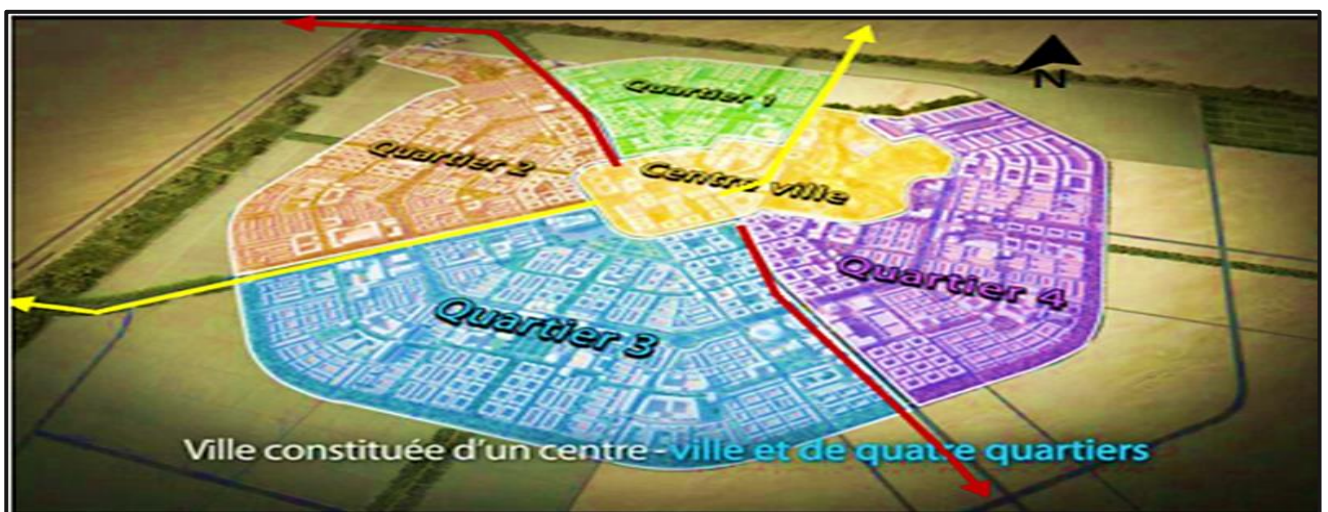 N
Quartier 1
Quartier 2
Centre ville
Quartier 4
Quartier 3
Ville constituée d'un centre-ville et de quatre quartiers